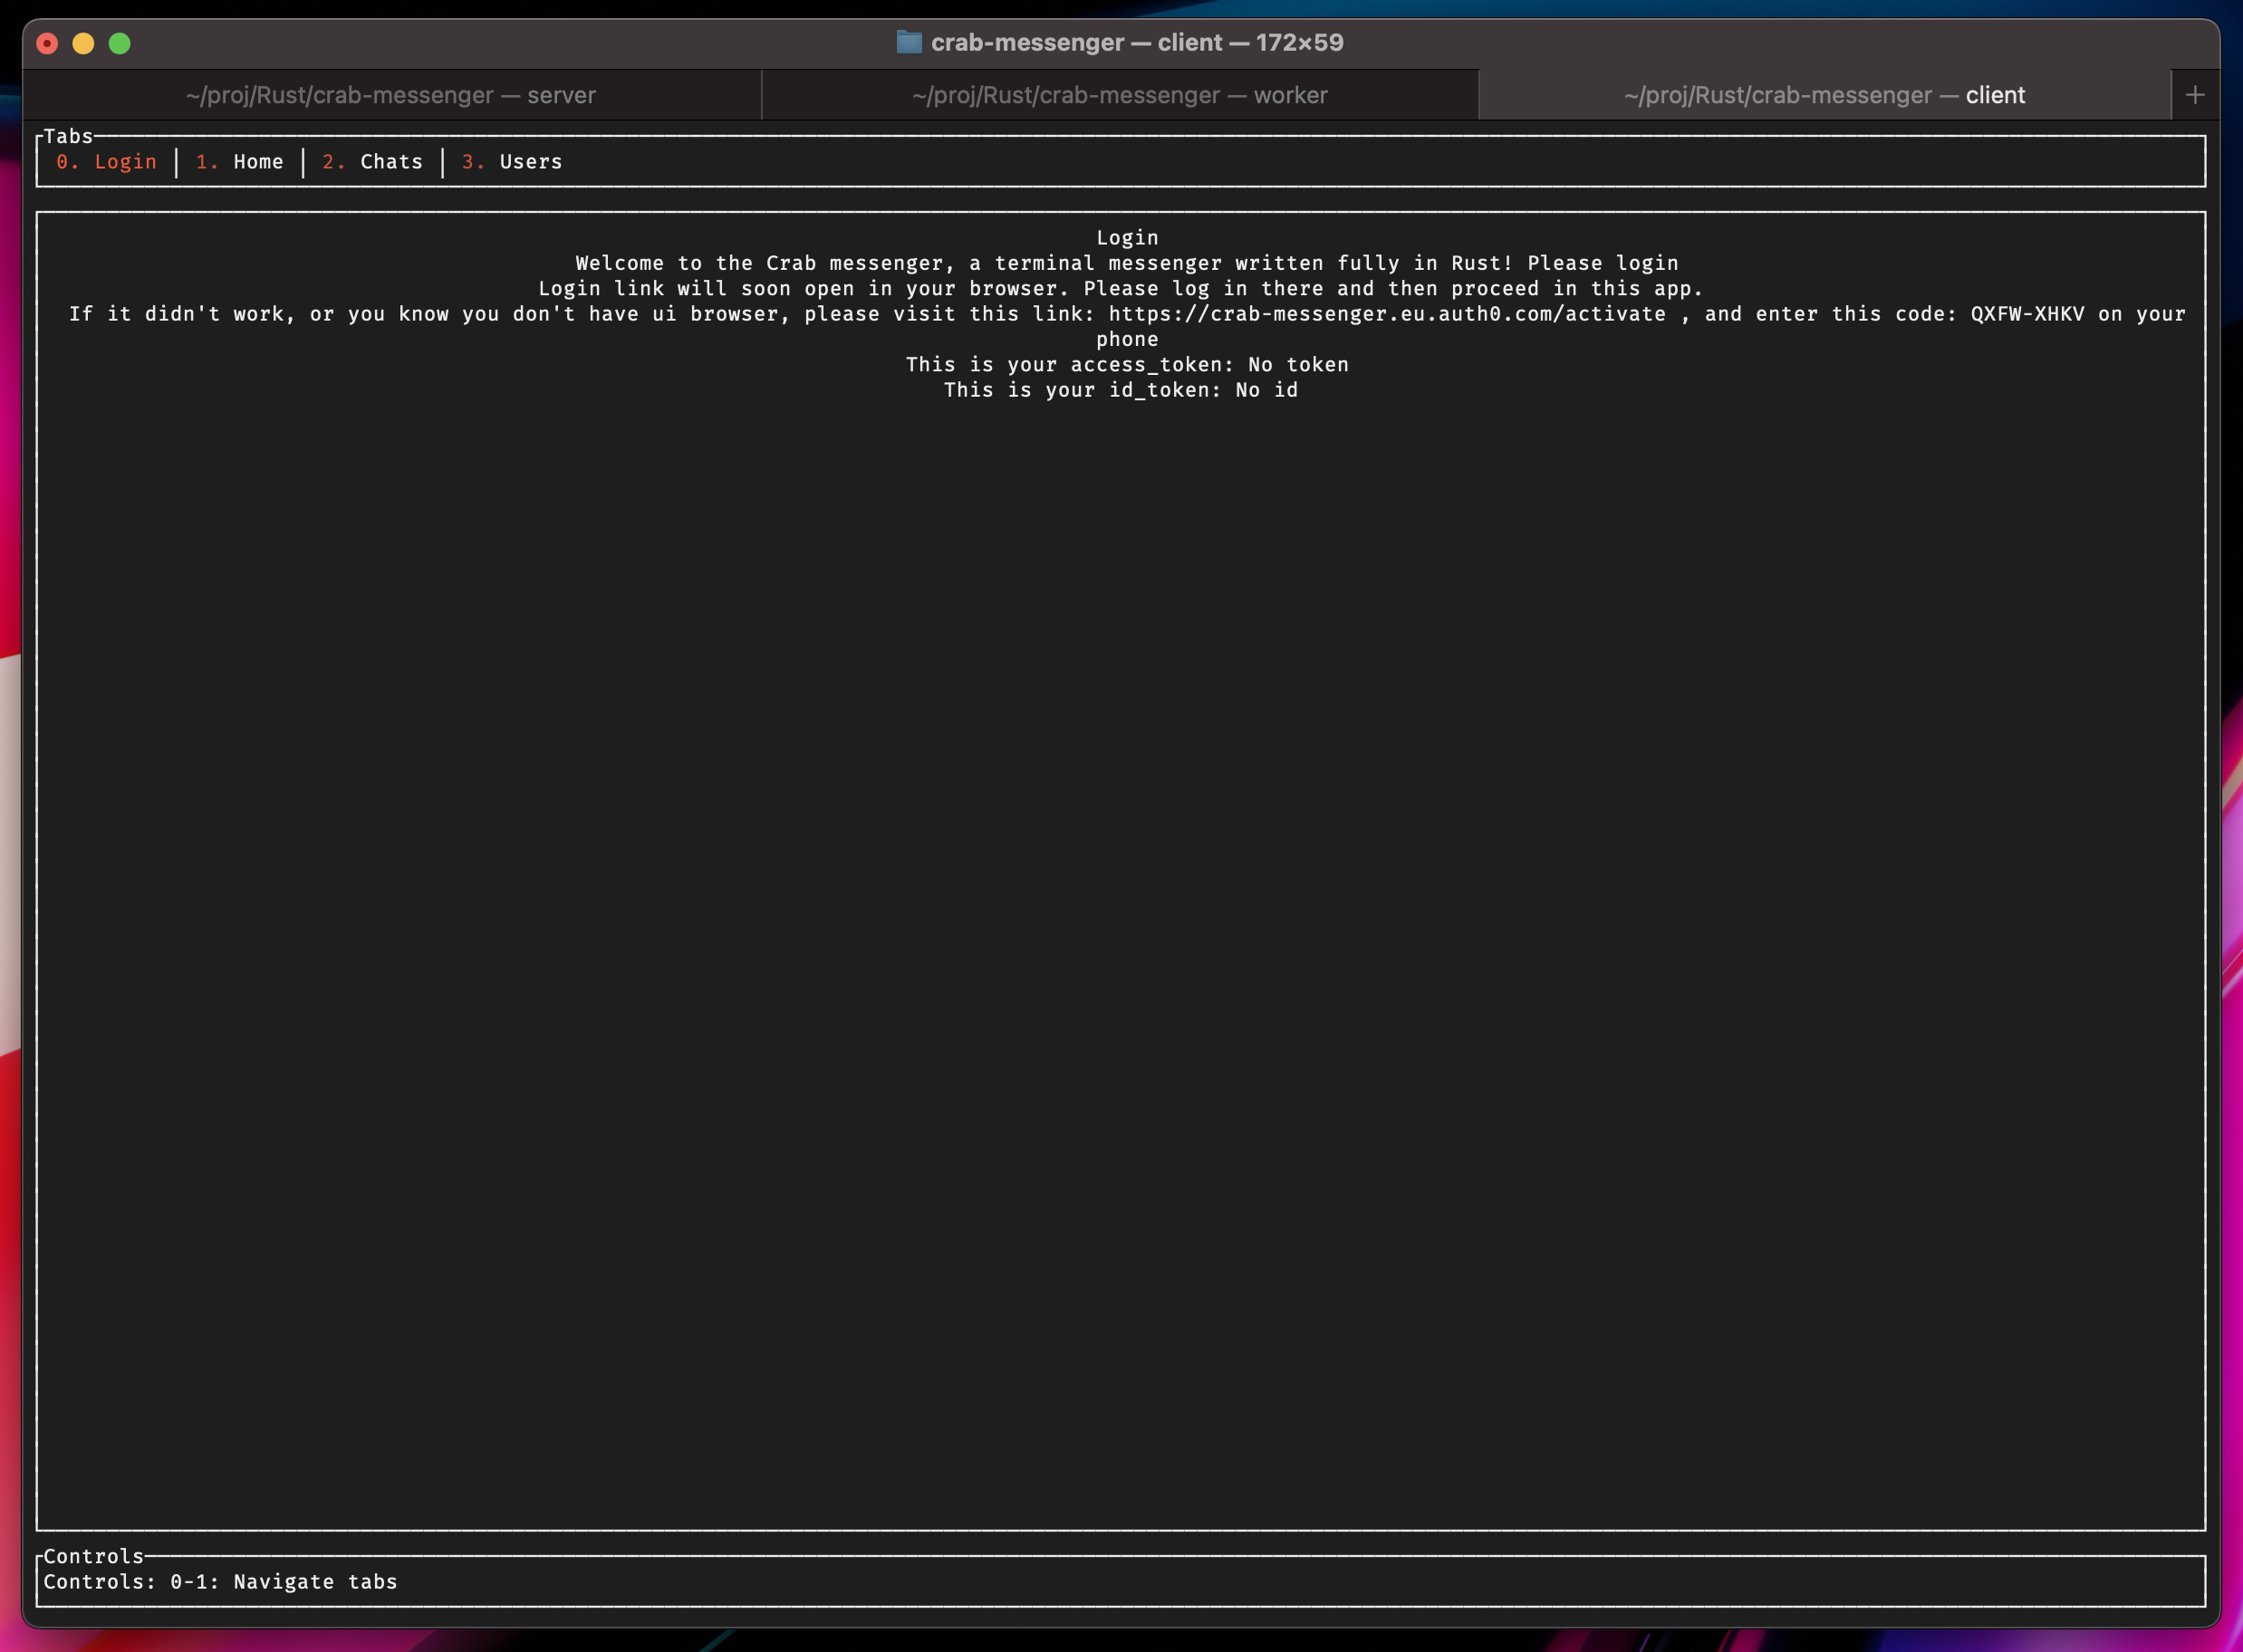 crab-messenger — client — 172×59
~/proj/Rust/crab-messenger — server
~/proj/Rust/crab-messenger — worker
~/proj/Rust/crab-messenger — client
Tabs
0. Login │ 1. Home │ 2. Chats │ 3. Users
Login
Welcome to the Crab messenger, a terminal messenger written fully in Rust! Please login
Login link will soon open in your browser. Please log in there and then proceed in this app.
If it didn't work, or you know you don't have ui browser, please visit this link: https://crab-messenger.eu.auth0.com/activate , and enter this code: QXFW-XHKV on your
phone
This is your access_token: No token
This is your id_token: No id
Controls
Controls: 0-1: Navigate tabs